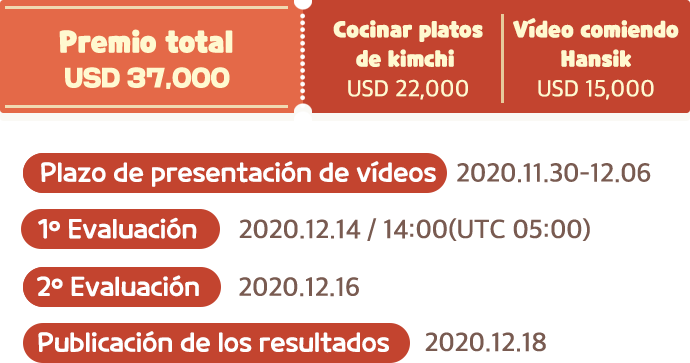 Premio total
USD 37,000
Cocinar platos
de kimchi
USD 22,000
Vídeo comiendo
Hansik
USD 15,000
Plazo de presentación de vídeos 2020.11.30-12.06
1º Evaluación 2020.12.14 / 14:00(UTC 05:00)
2º Evaluación 2020.12.16
Publicación de los resultados 2020.12.18